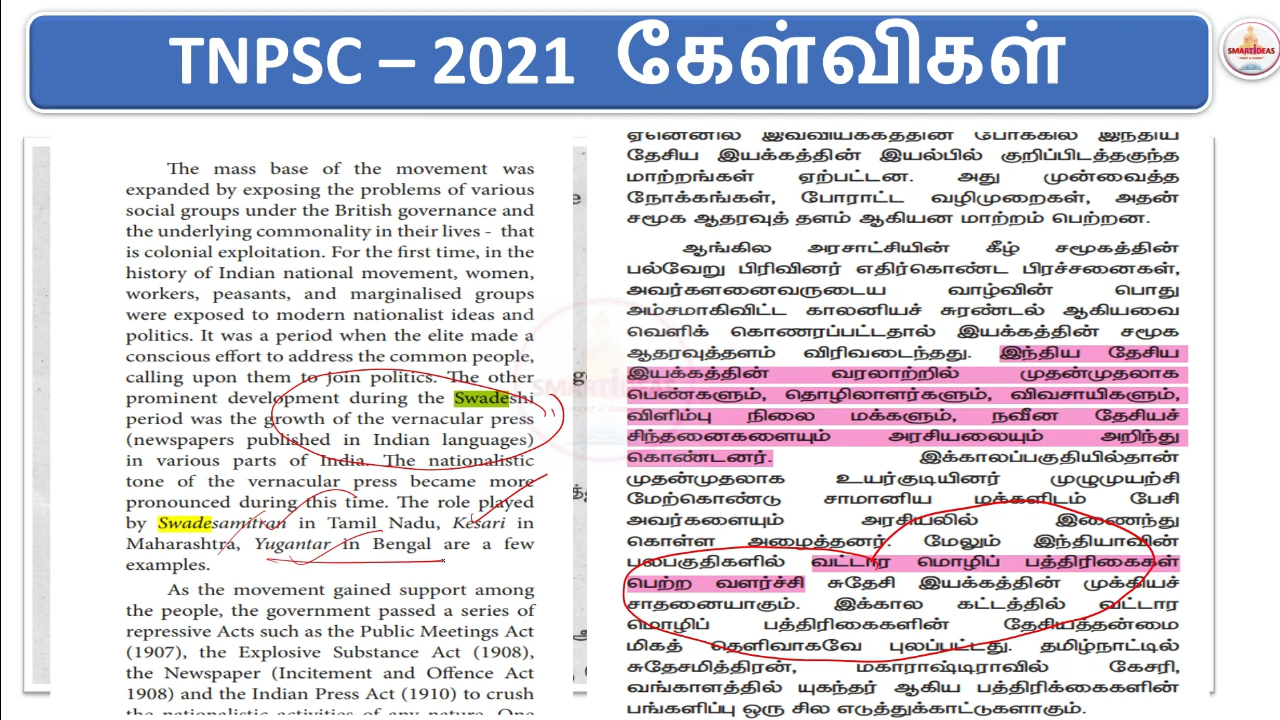 TNPSC – 2021 கேள்விகள்
SMARTIDEAS
The mass base of the movement was
expanded by exposing the problems of various
social groups under the British governance and
the underlying commonality in their lives - that
is colonial exploitation. For the first time, in the
history of Indian national movement, women,
workers, peasants, and marginalised groups
were exposed to modern nationalist ideas and
politics. It was a period when the elite made a
conscious effort to address the common people,
calling upon them to join politics. The other
prominent development during the Swadeshi
period was the growth of the vernacular press
(newspapers published in Indian languages)
in various parts of India. The nationalistic
tone of the vernacular press became more
pronounced during this time. The role played
by Swadesamitran in Tamil Nadu, Kesari in
Maharashtra, Yugantar in Bengal are a few
examples.
As the movement gained support among
the people, the government passed a series of
repressive Acts such as the Public Meetings Act
(1907), the Explosive Substance Act (1908),
the Newspaper (Incitement and Offence Act
1908) and the Indian Press Act (1910) to crush
the nationalistic activities of any nature. One
ஏனெனில் இவ்வியக்கத்தின் போக்கில் இந்திய
தேசிய இயக்கத்தின் இயல்பில் குறிப்பிடத்தகுந்த
மாற்றங்கள் ஏற்பட்டன. அது முன்வைத்த
நோக்கங்கள், போராட்ட வழிமுறைகள், அதன்
சமூக ஆதரவுத் தளம் ஆகியன மாற்றம் பெற்றன.
ஆங்கில அரசாட்சியின் கீழ் சமூகத்தின்
பல்வேறு பிரிவினர் எதிர்கொண்ட பிரச்சனைகள்,
அவர்களனைவருடைய வாழ்வின் பொது
அம்சமாகிவிட்ட காலனியச் சுரண்டல் ஆகியவை
வெளிக் கொணரப்பட்டதால் இயக்கத்தின் சமூக
ஆதரவுத்தளம் விரிவடைந்தது. இந்திய தேசிய
இயக்கத்தின் வரலாற்றில் முதன்முதலாக
பெண்களும், தொழிலாளர்களும், விவசாயிகளும்,
விளிம்பு நிலை மக்களும், நவீன தேசியச்
சிந்தனைகளையும் அரசியலையும் அறிந்து
கொண்டனர். இக்காலப்பகுதியில்தான்
முதன்முதலாக உயர்குடியினர் முழுமுயற்சி
மேற்கொண்டு சாமானிய மக்களிடம் பேசி
அவர்களையும் அரசியலில் இணைந்து
கொள்ள அழைத்தனர். மேலும் இந்தியாவின்
பலபகுதிகளில் வட்டார மொழிப் பத்திரிகைகள்
பெற்ற வளர்ச்சி சுதேசி இயக்கத்தின் முக்கியச்
சாதனையாகும். இக்கால கட்டத்தில் வட்டார
மொழிப் பத்திரிகைகளின் தேசியத்தன்மை
மிகத் தெளிவாகவே புலப்பட்டது. தமிழ்நாட்டில்
சுதேசமித்திரன், மகாராஷ்டிராவில் கேசரி,
வங்காளத்தில் யுகந்தர் ஆகிய பத்திரிக்கைகளின்
பங்களிப்பு ஒரு சில எடுத்துக்காட்டுகளாகும்.
SMARTIDEAS